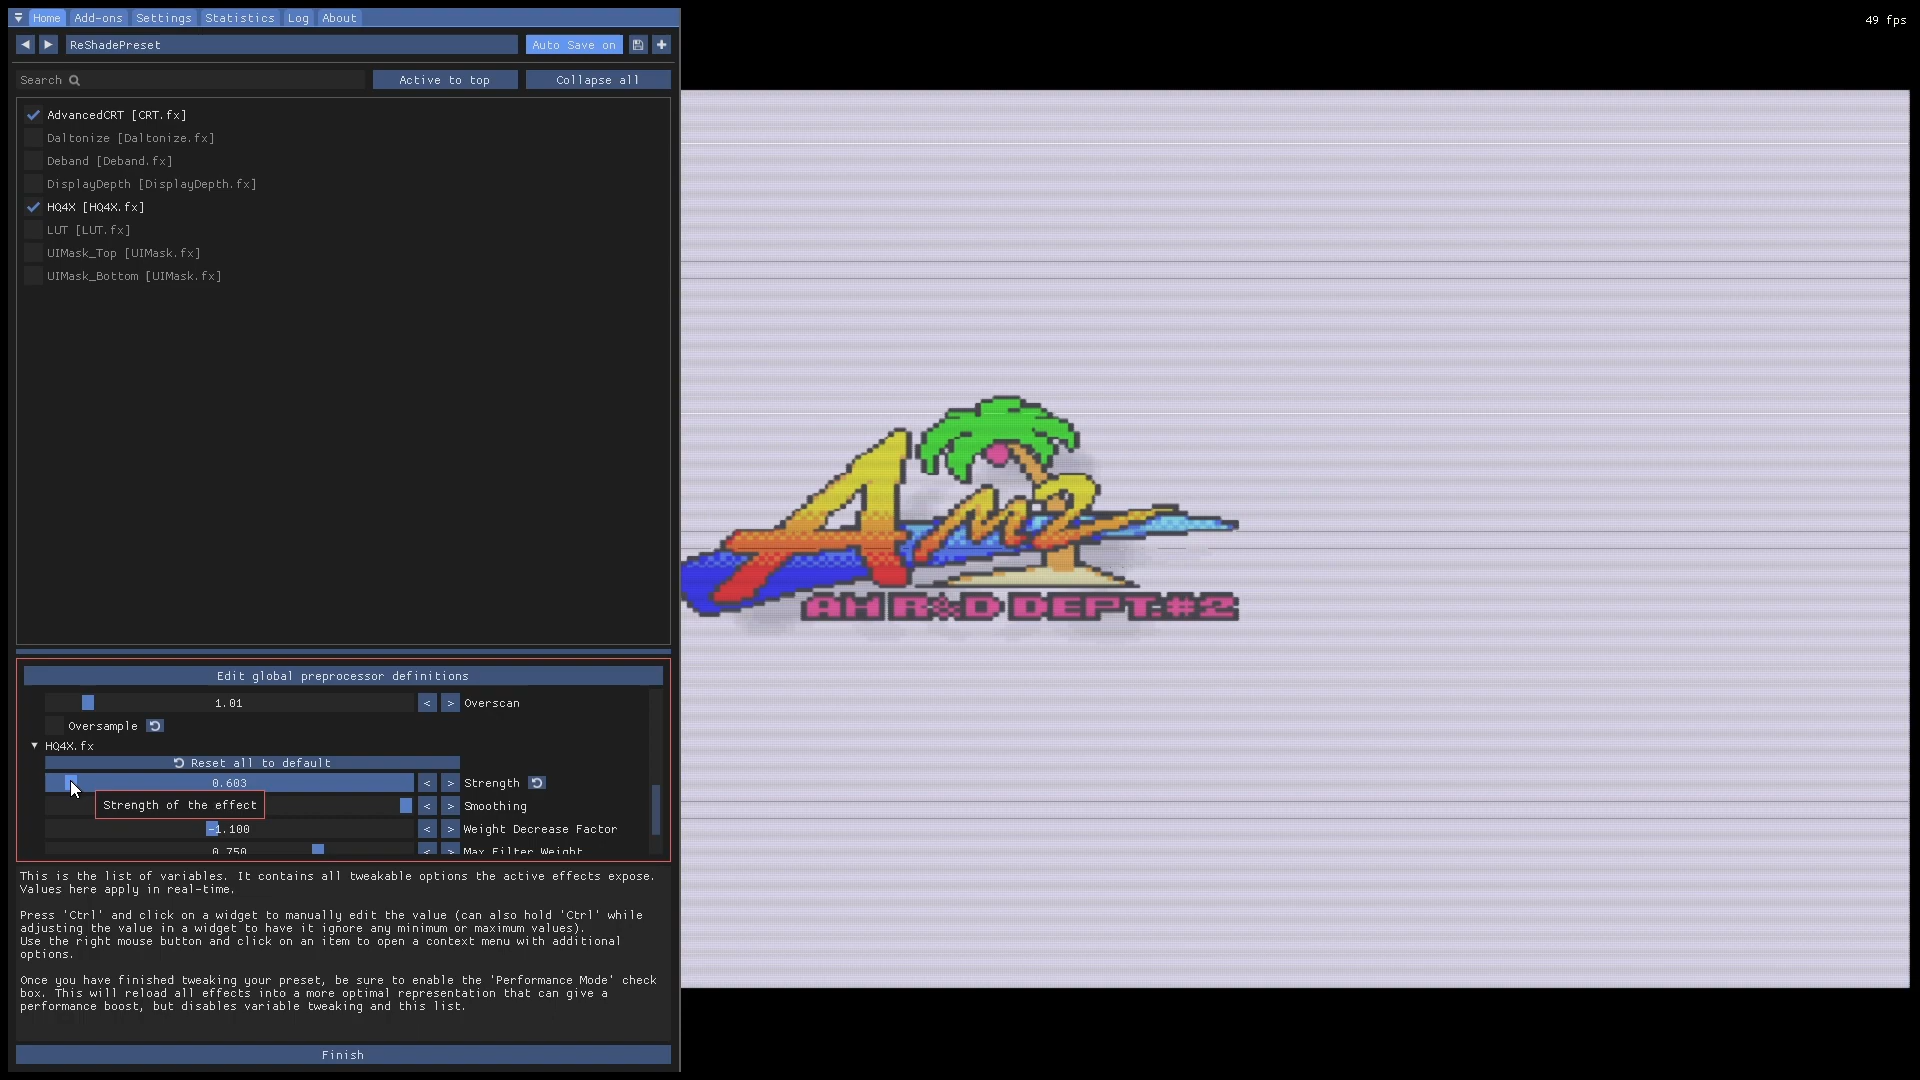 Home Add-ons Settings Statistics Log About
49 fps
ReShadePreset Auto Save on
Search Active to top Collapse all
AdvancedCRT [CRT.fx]
Daltonize [Daltonize.fx]
Deband [Deband.fx]
DisplayDepth [DisplayDepth.fx]
HQ4X [HQ4X.fx]
LUT [LUT.fx]
UIMask_Top [UIMask.fx]
UIMask_Bottom [UIMask.fx]
AM2
AM R&D DEPT.#2
Edit global preprocessor definitions
1.01 < > Overscan
Oversample
HQ4X.fx
Reset all to default
0.603 < > Strength
Strength of the effect
< > Smoothing
-1.100 < > Weight Decrease Factor
0.750 < > Max Filter Weight
This is the list of variables. It contains all tweakable options the active effects expose.
Values here apply in real-time.
Press 'Ctrl' and click on a widget to manually edit the value (can also hold 'Ctrl' while
adjusting the value in a widget to have it ignore any minimum or maximum values).
Use the right mouse button and click on an item to open a context menu with additional
options.
Once you have finished tweaking your preset, be sure to enable the 'Performance Mode' check
box. This will reload all effects into a more optimal representation that can give a
performance boost, but disables variable tweaking and this list.
Finish